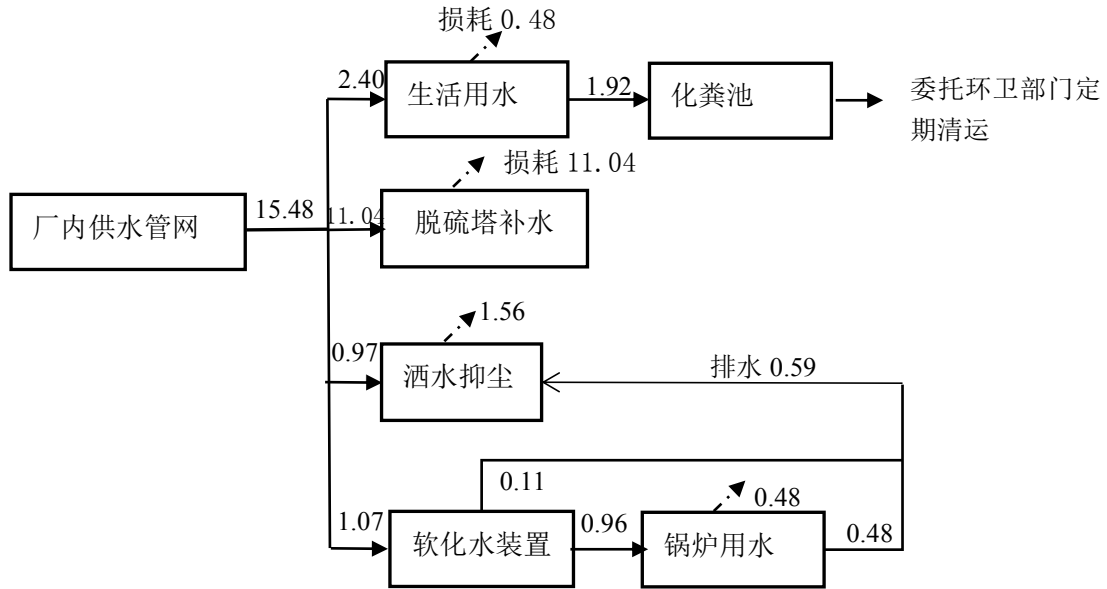 损耗 0.48
2.40
生活用水
1.92
化粪池
委托环卫部门定
期清运
损耗 11.04
厂内供水管网
15.48
11.04
脱硫塔补水
1.56
0.97
洒水抑尘
排水 0.59
0.11
0.48
1.07
软化水装置
0.96
锅炉用水
0.48